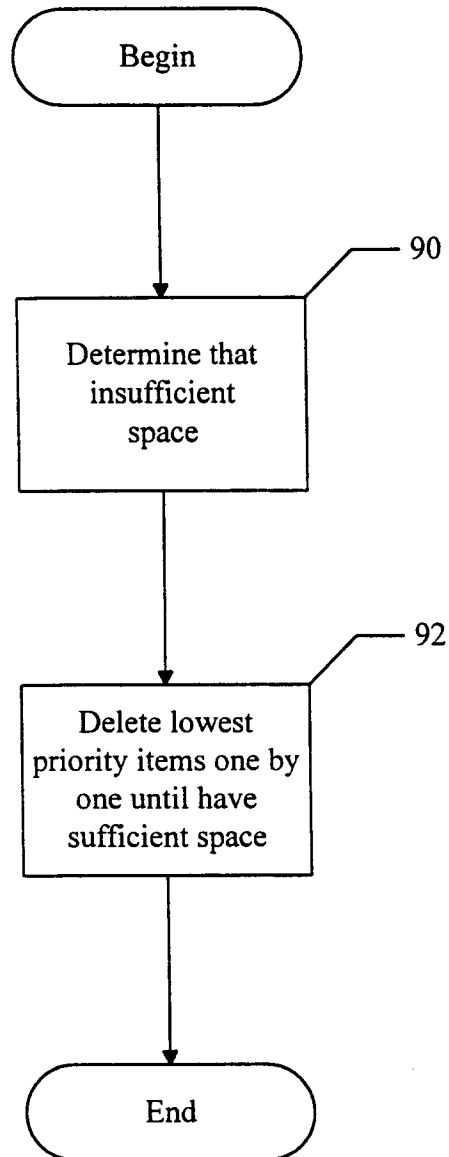 Begin
90
Determine that
insufficient
space
92
Delete lowest
priority items one by
one until have
sufficient space
End